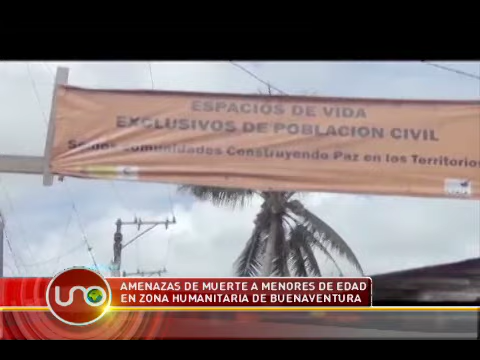 ESPACIOS DE VIDA
EXCLUSIVOS DE POBLACION CIVIL
Somos Comunidades Construyendo Paz en los Territorios
UNO
AMENAZAS DE MUERTE A MENORES DE EDAD
EN ZONA HUMANITARIA DE BUENAVENTURA